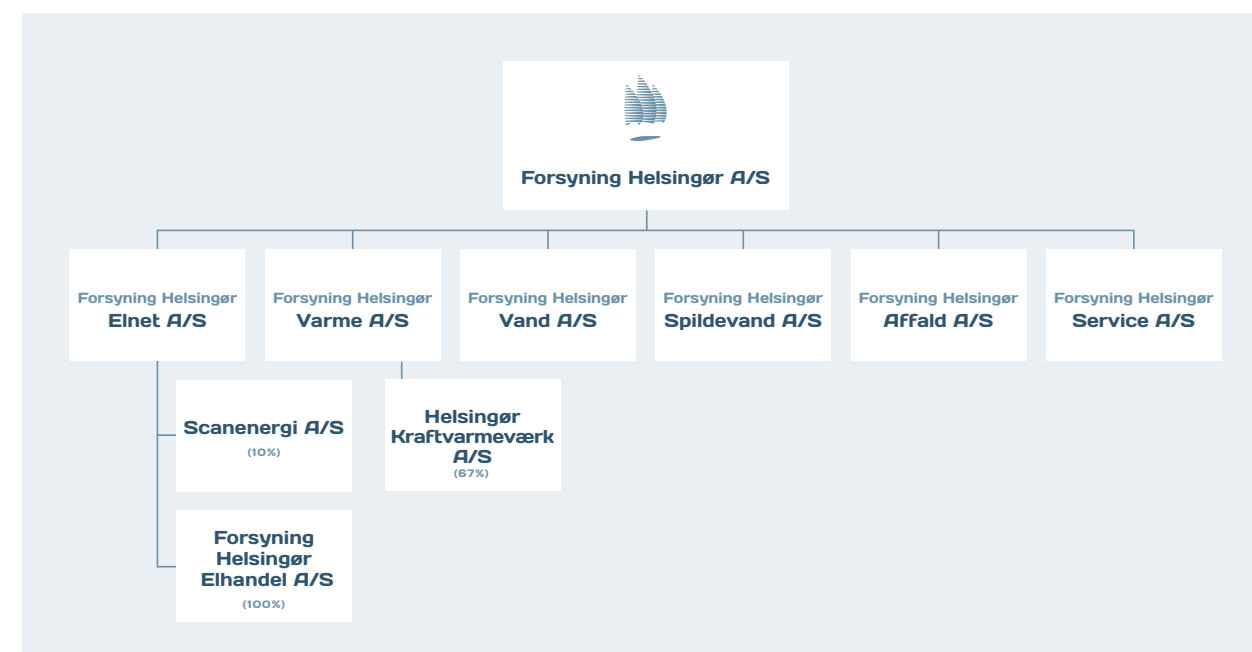 Forsyning Helsingør A/S
Forsyning Helsingør
Elnet A/S
Forsyning Helsingør
Varme A/S
Forsyning Helsingør
Vand A/S
Forsyning Helsingør
Spildevand A/S
Forsyning Helsingør
Affald A/S
Forsyning Helsingør
Service A/S
Scanenergi A/S
(10%)
Helsingør
Kraftvarmeværk
A/S
(67%)
Forsyning
Helsingør
Elhandel A/S
(100%)